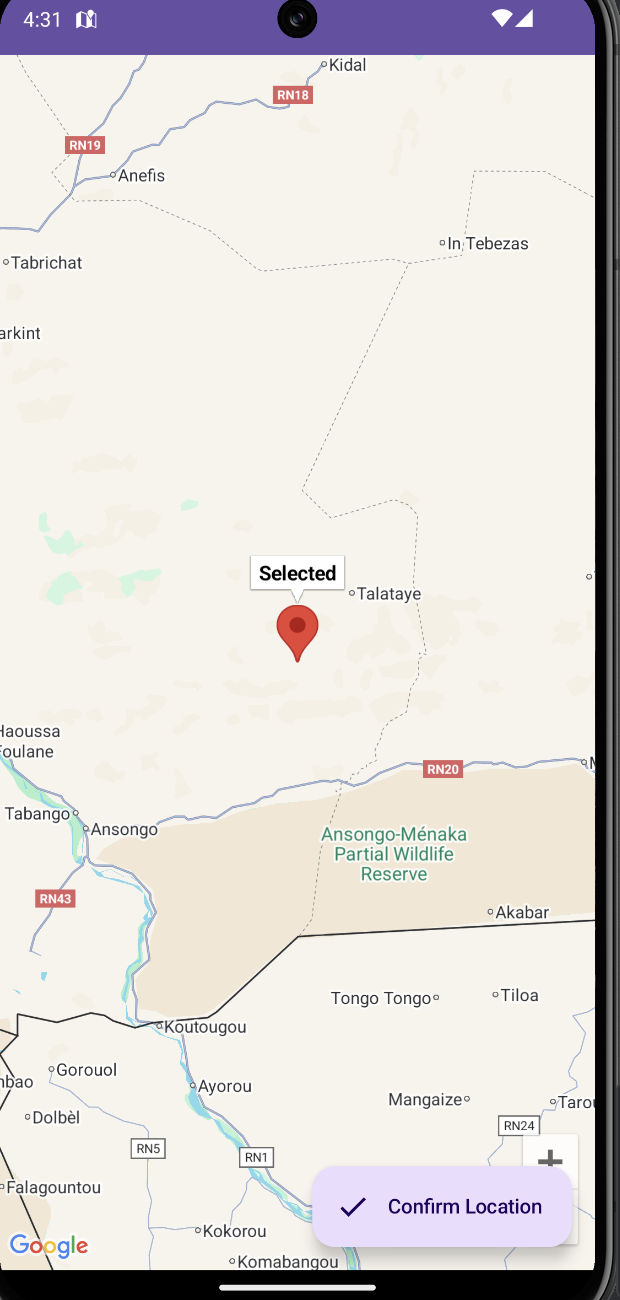 4:31
Kidal
RN18
RN19
Anefis
In Tebezas
Tabrichat
arkint
Selected
Talataye
Haoussa
Foulane
RN20
Tabango
Ansongo
Ansongo-Ménaka
Partial Wildlife
Reserve
RN43
Akabar
Tongo Tongo
Tiloa
Koutougou
Gorouol
nbao
Ayorou
Mangaize
Tarou
Dolbèl
RN24
RN5
RN1
Falagountou
Confirm Location
Kokorou
Google
Komabangou